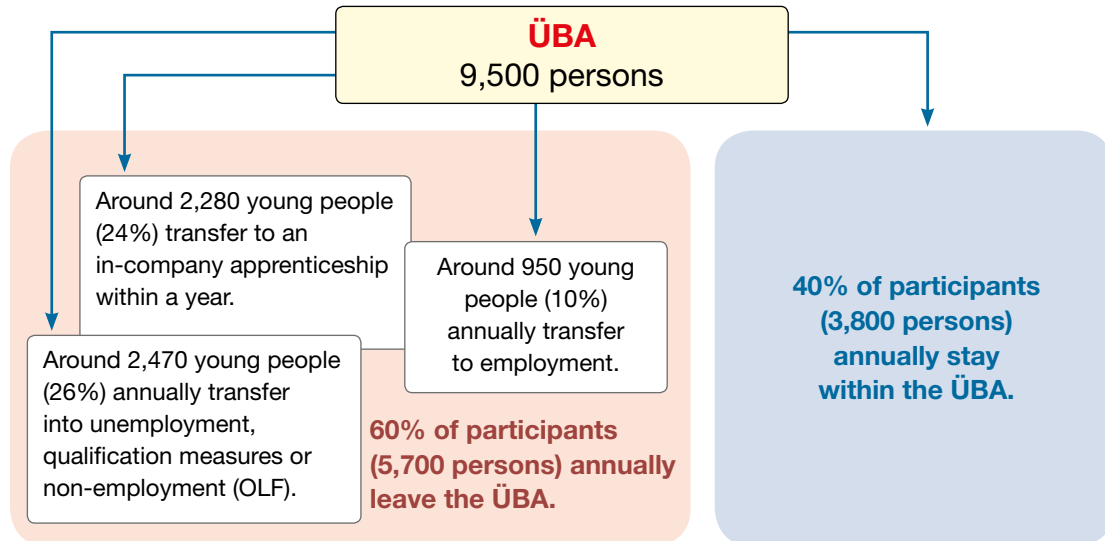 ÜBA
9,500 persons
Around 2,280 young people
(24%) transfer to an
in-company apprenticeship
within a year.
Around 950 young
people (10%)
annually transfer
to employment.
Around 2,470 young people
(26%) annually transfer
into unemployment,
qualification measures or
non-employment (OLF).
60% of participants
(5,700 persons) annually
leave the ÜBA.
40% of participants
(3,800 persons)
annually stay
within the ÜBA.